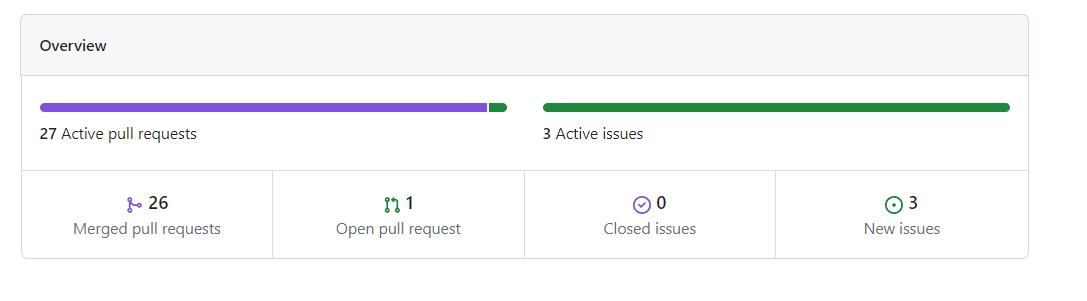 Overview
27 Active pull requests
3 Active issues
26
Merged pull requests
1
Open pull request
0
Closed issues
3
New issues